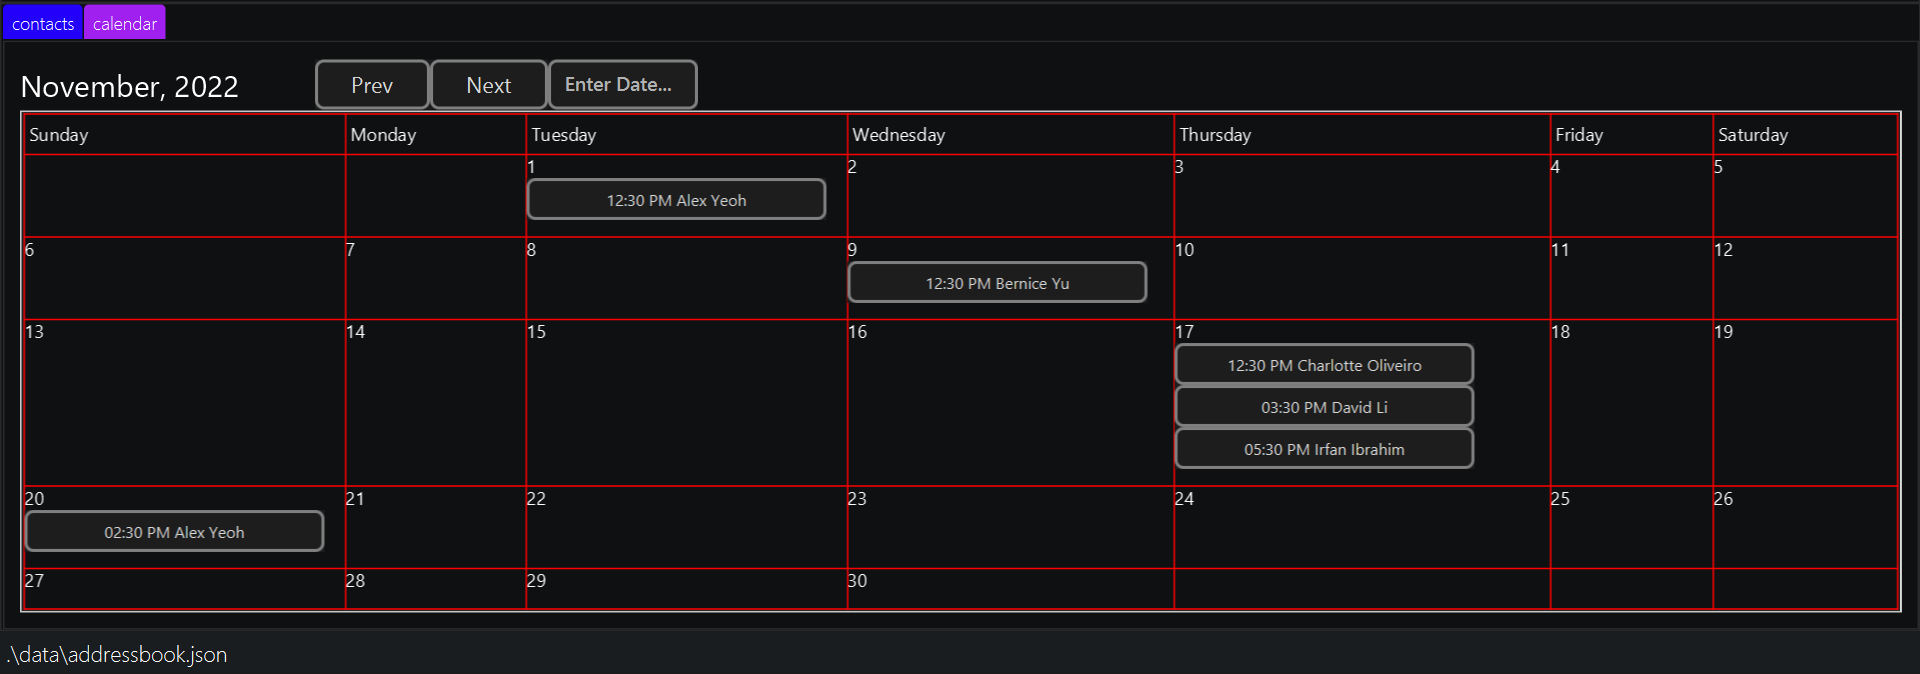 contacts calendar
November, 2022 Prev Next Enter Date...
Sunday Monday Tuesday Wednesday Thursday Friday Saturday
1 2 3 4 5
12:30 PM Alex Yeoh
6 7 8 9 10 11 12
12:30 PM Bernice Yu
13 14 15 16 17 18 19
12:30 PM Charlotte Oliveiro
03:30 PM David Li
05:30 PM Irfan Ibrahim
20 21 22 23 24 25 26
02:30 PM Alex Yeoh
27 28 29 30
.\data\addressbook.json